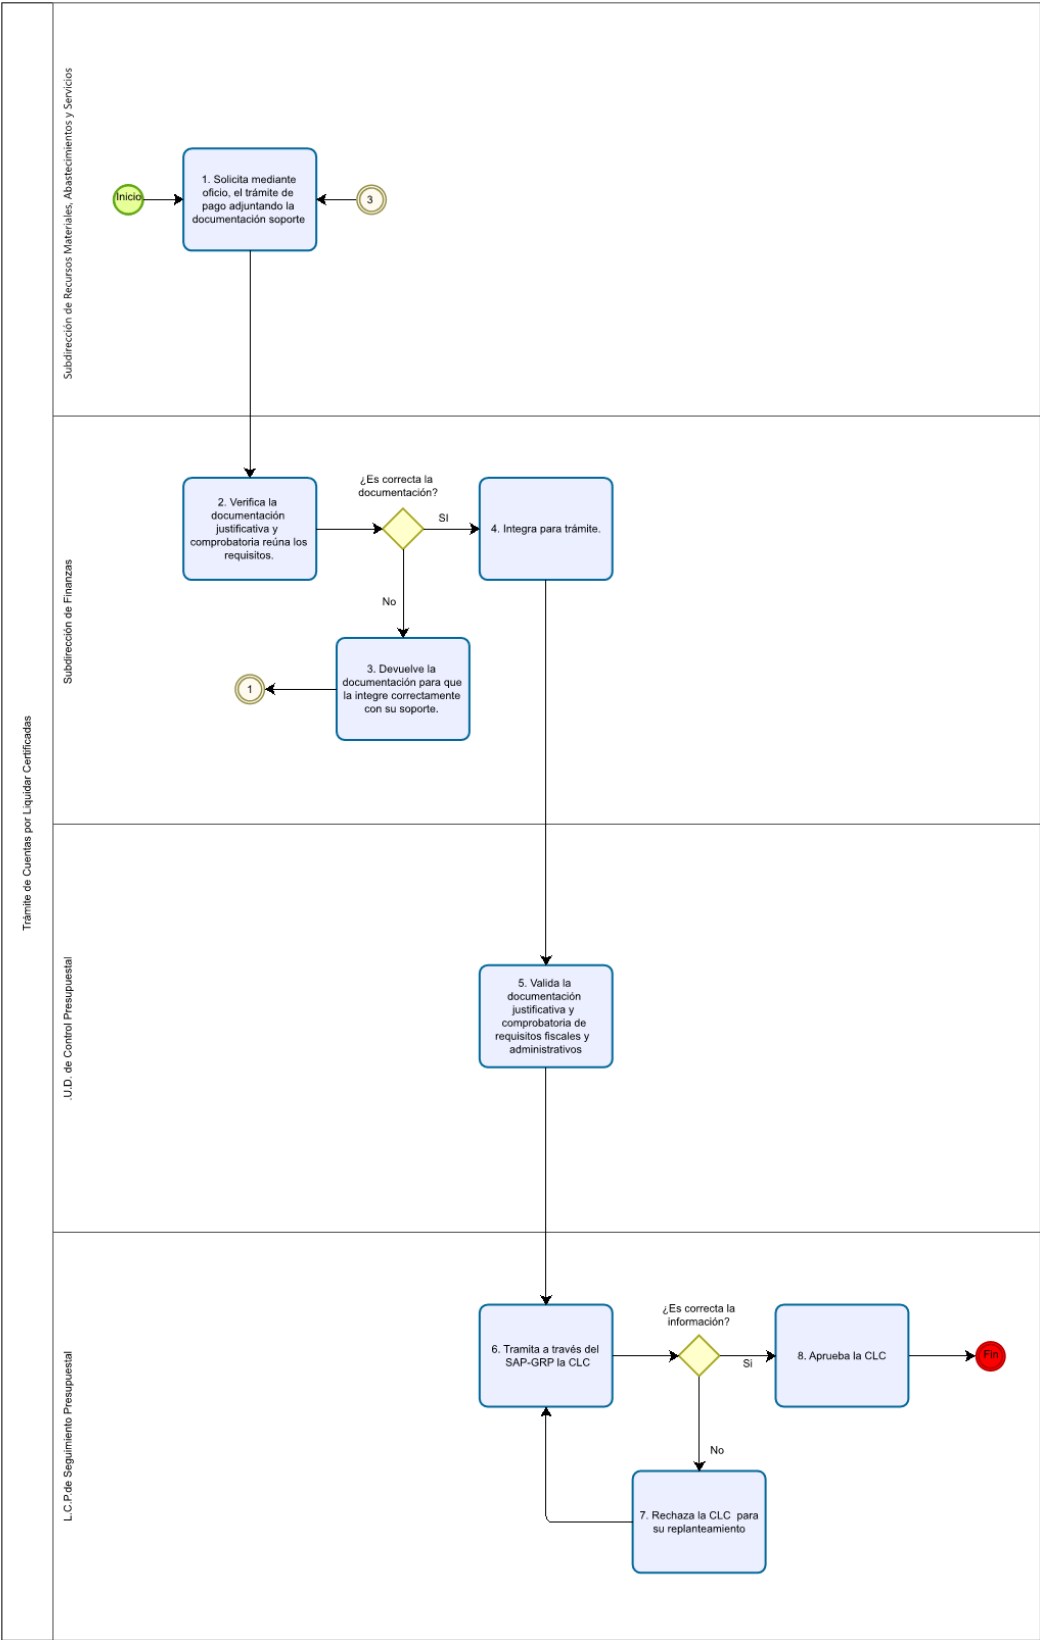 Trámite de Cuentas por Liquidar Certificadas
Subdirección de Recursos Materiales, Abastecimientos y Servicios
Inicio
1. Solicita mediante
oficio, el trámite de
pago adjuntando la
documentación soporte
3
Subdirección de Finanzas
2. Verifica la
documentación
justificativa y
comprobatoria reúna los
requisitos.
¿Es correcta la
documentación?
SI
4. Integra para trámite.
No
3. Devuelve la
documentación para que
la integre correctamente
con su soporte.
1
.U.D. de Control Presupuestal
5. Valida la
documentación
justificativa y
comprobatoria de
requisitos fiscales y
administrativos
L.C.P.de Seguimiento Presupuestal
6. Tramita a través del
SAP-GRP la CLC
¿Es correcta la
información?
Si
8. Aprueba la CLC
Fin
No
7. Rechaza la CLC  para
su replanteamiento